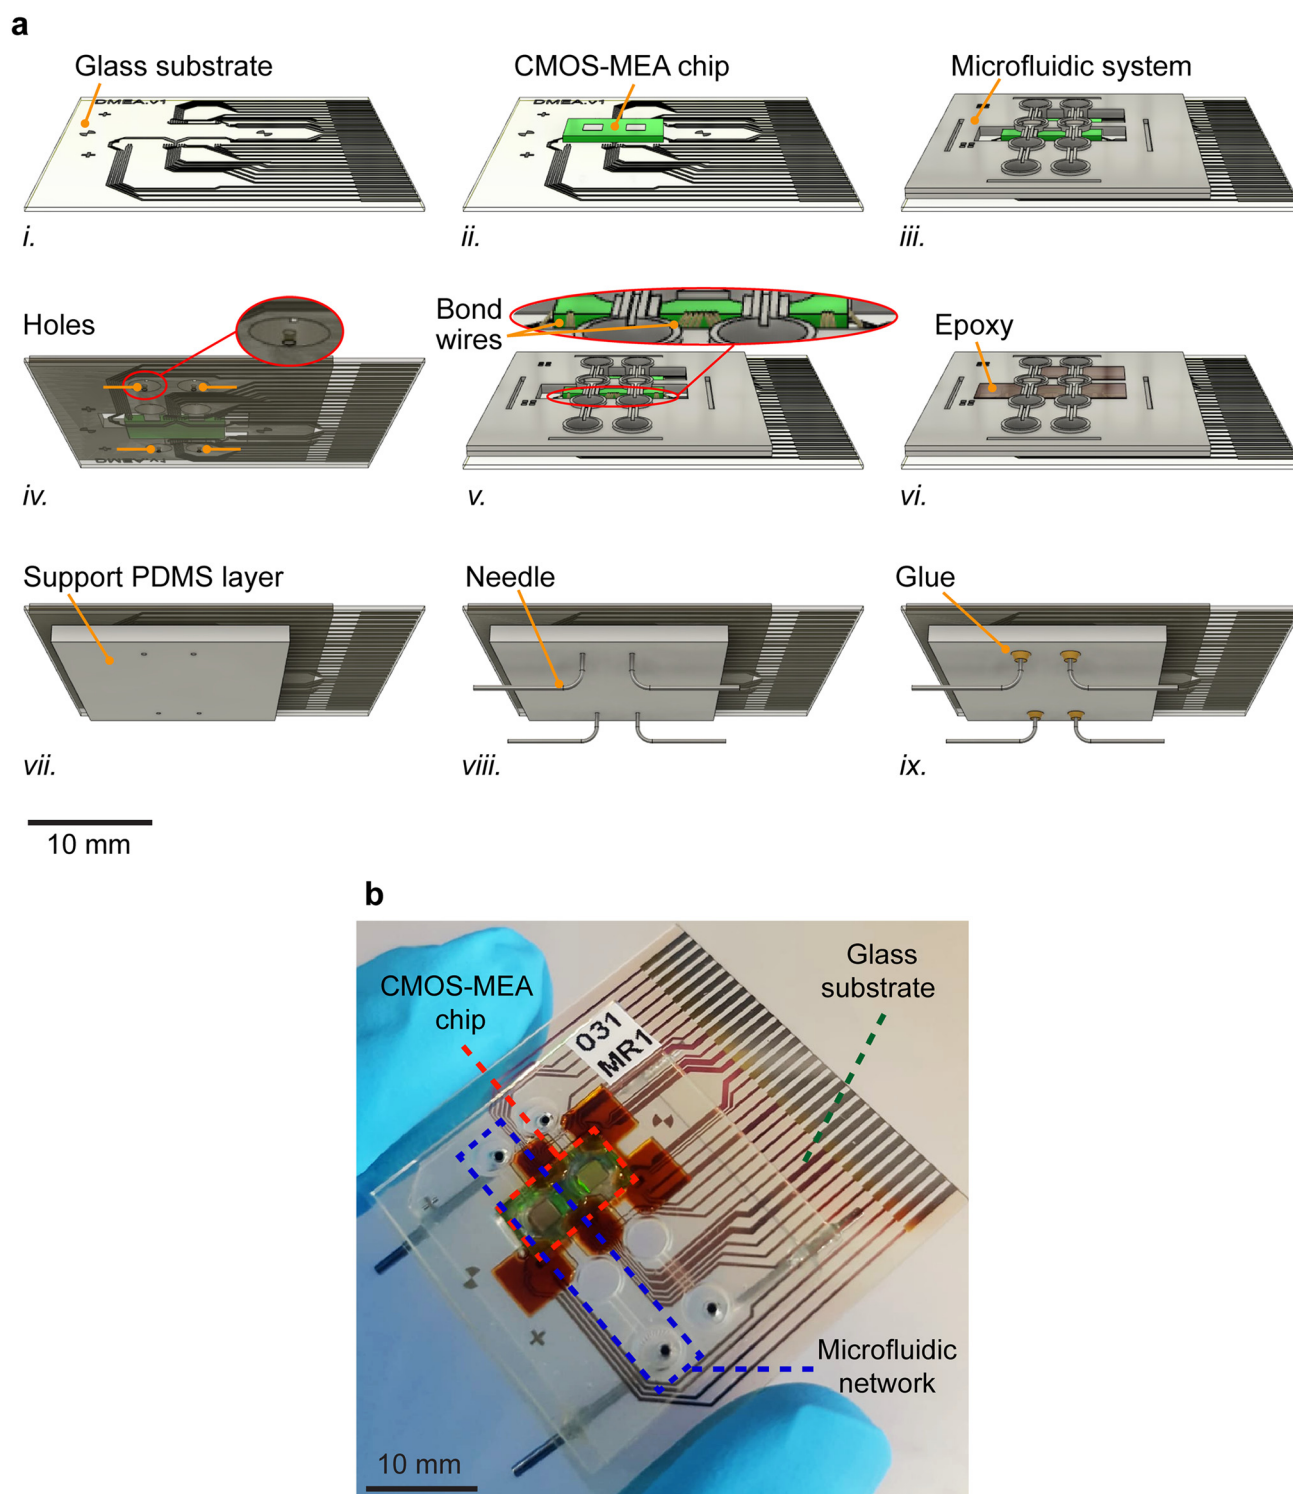 a
Glass substrate
CMOS-MEA chip
Microfluidic system
DMEA.v1
DMEA.v1
i.
ii.
iii.
Holes
Bond
wires
Epoxy
iv.
v.
vi.
Support PDMS layer
Needle
Glue
vii.
viii.
ix.
10 mm
b
CMOS-MEA
chip
Glass
substrate
031
MR1
Microfluidic
network
10 mm